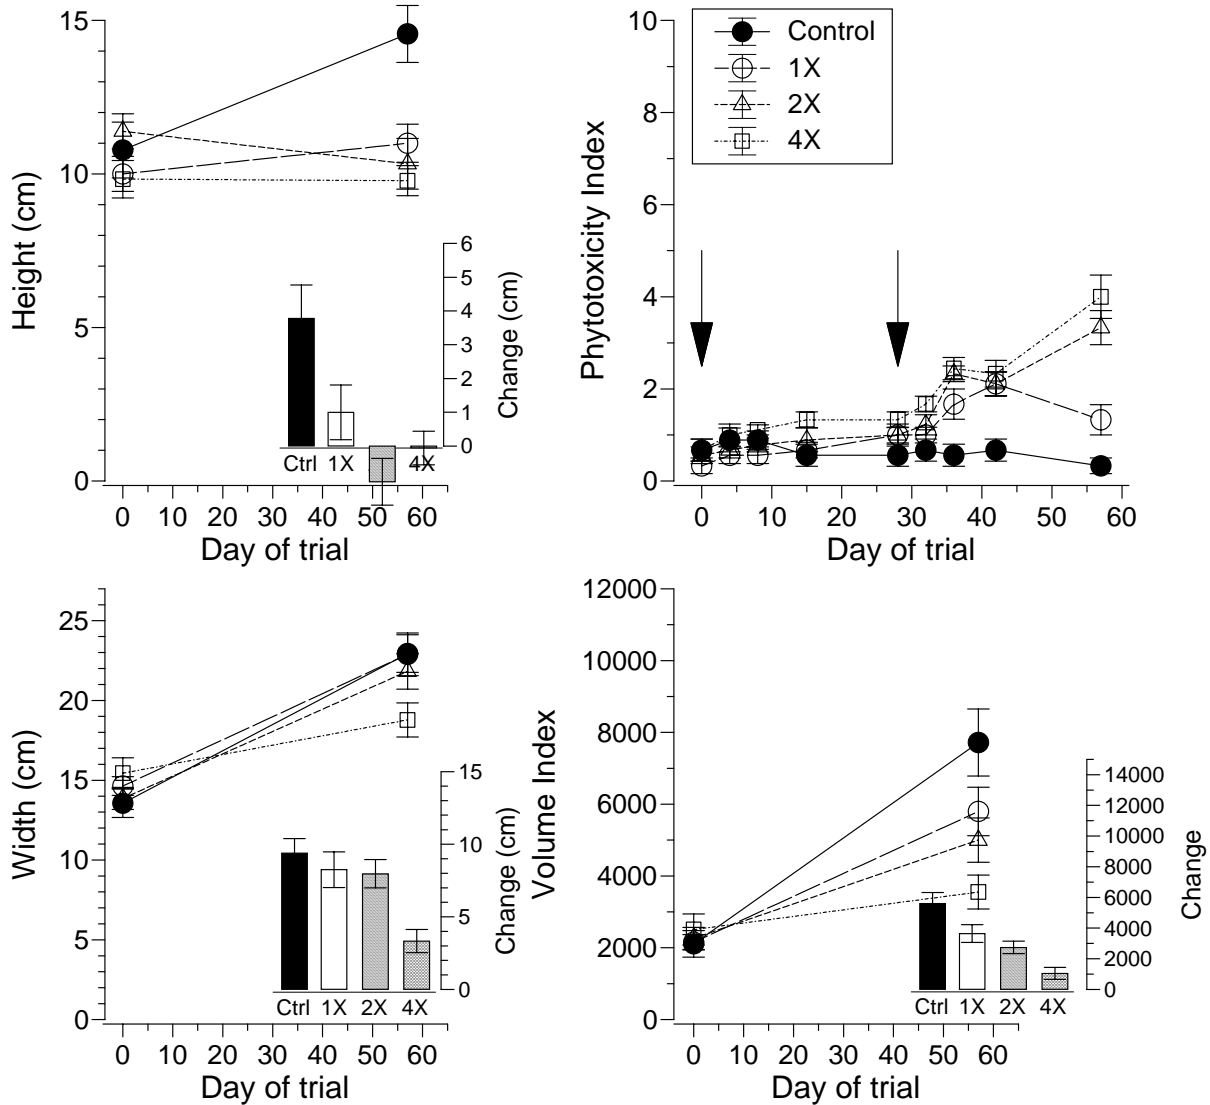 15
10
5
0
Height (cm)
0 10 20 30 40 50 60
Day of trial
6
5
4
3
2
1
0
Change (cm)
Ctrl 1X 4X
10
8
6
4
2
0
Phytotoxicity Index
Control
1X
2X
4X
0 10 20 30 40 50 60
Day of trial
25
20
15
10
5
0
Width (cm)
0 10 20 30 40 50 60
Day of trial
15
10
5
0
Change (cm)
Ctrl 1X 2X 4X
12000
10000
8000
6000
4000
2000
0
Volume Index
0 10 20 30 40 50 60
Day of trial
14000
12000
10000
8000
6000
4000
2000
0
Change
Ctrl 1X 2X 4X